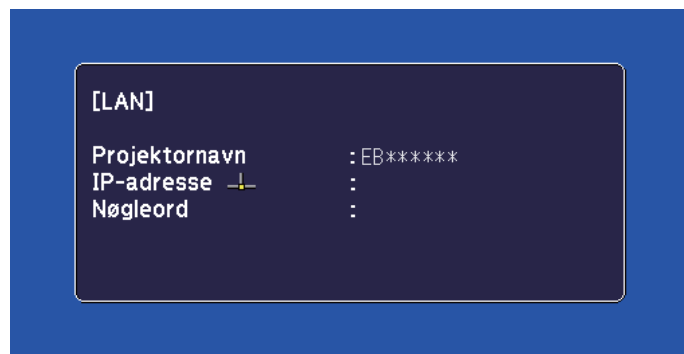 [LAN]
Projektornavn :EB******
IP-adresse :
Nøgleord :